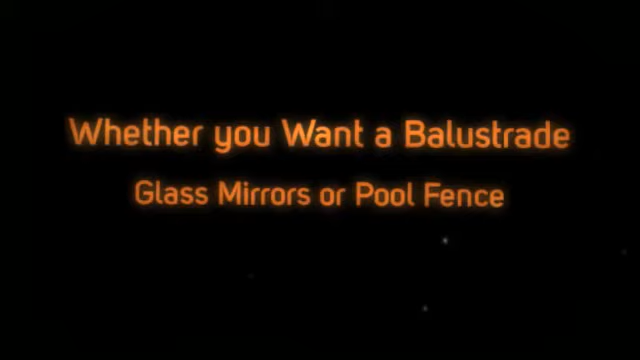 Whether you Want a Balustrade
Glass Mirrors or Pool Fence